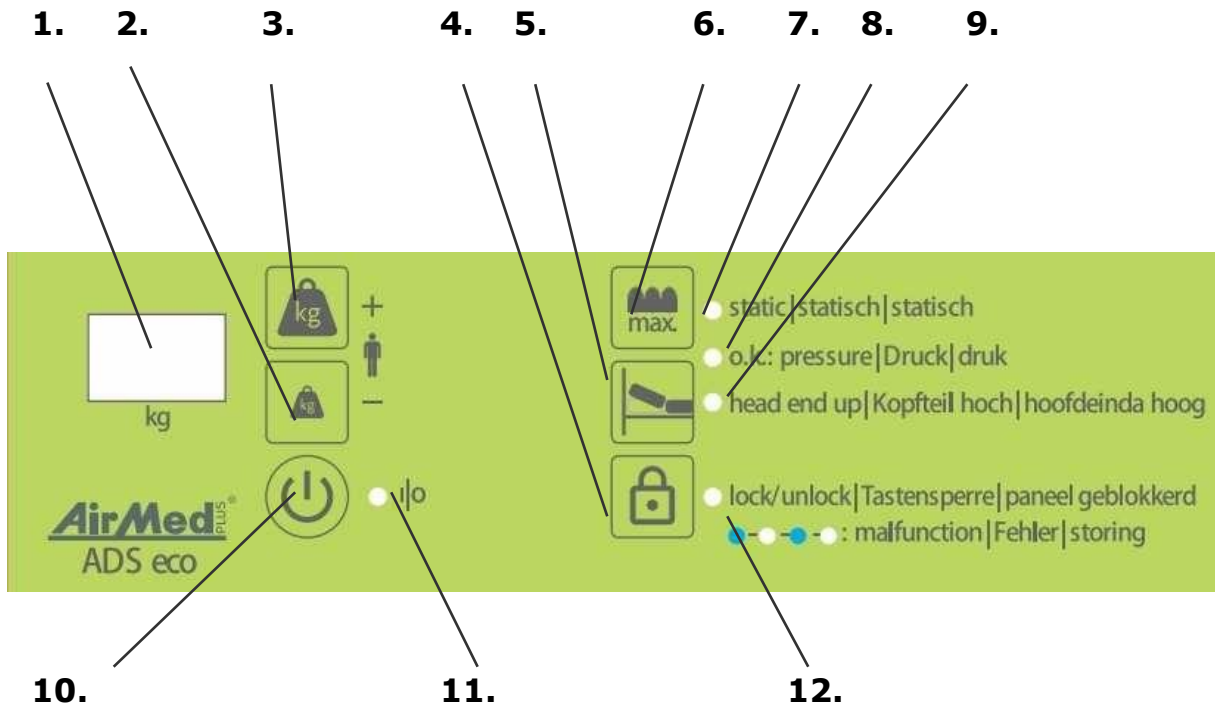 1. 2. 3. 4. 5. 6. 7. 8. 9.
kg
+
max.
static|statisch|statisch
o.k.: pressure|Druck|druk
kg
−
head end up|Kopfteil hoch|hoofdeinda hoog
kg
AirMed PLUS®
ADS eco
I|O
lock/unlock|Tastensperre|paneel geblokkerd
: malfunction|Fehler|storing
10. 11. 12.